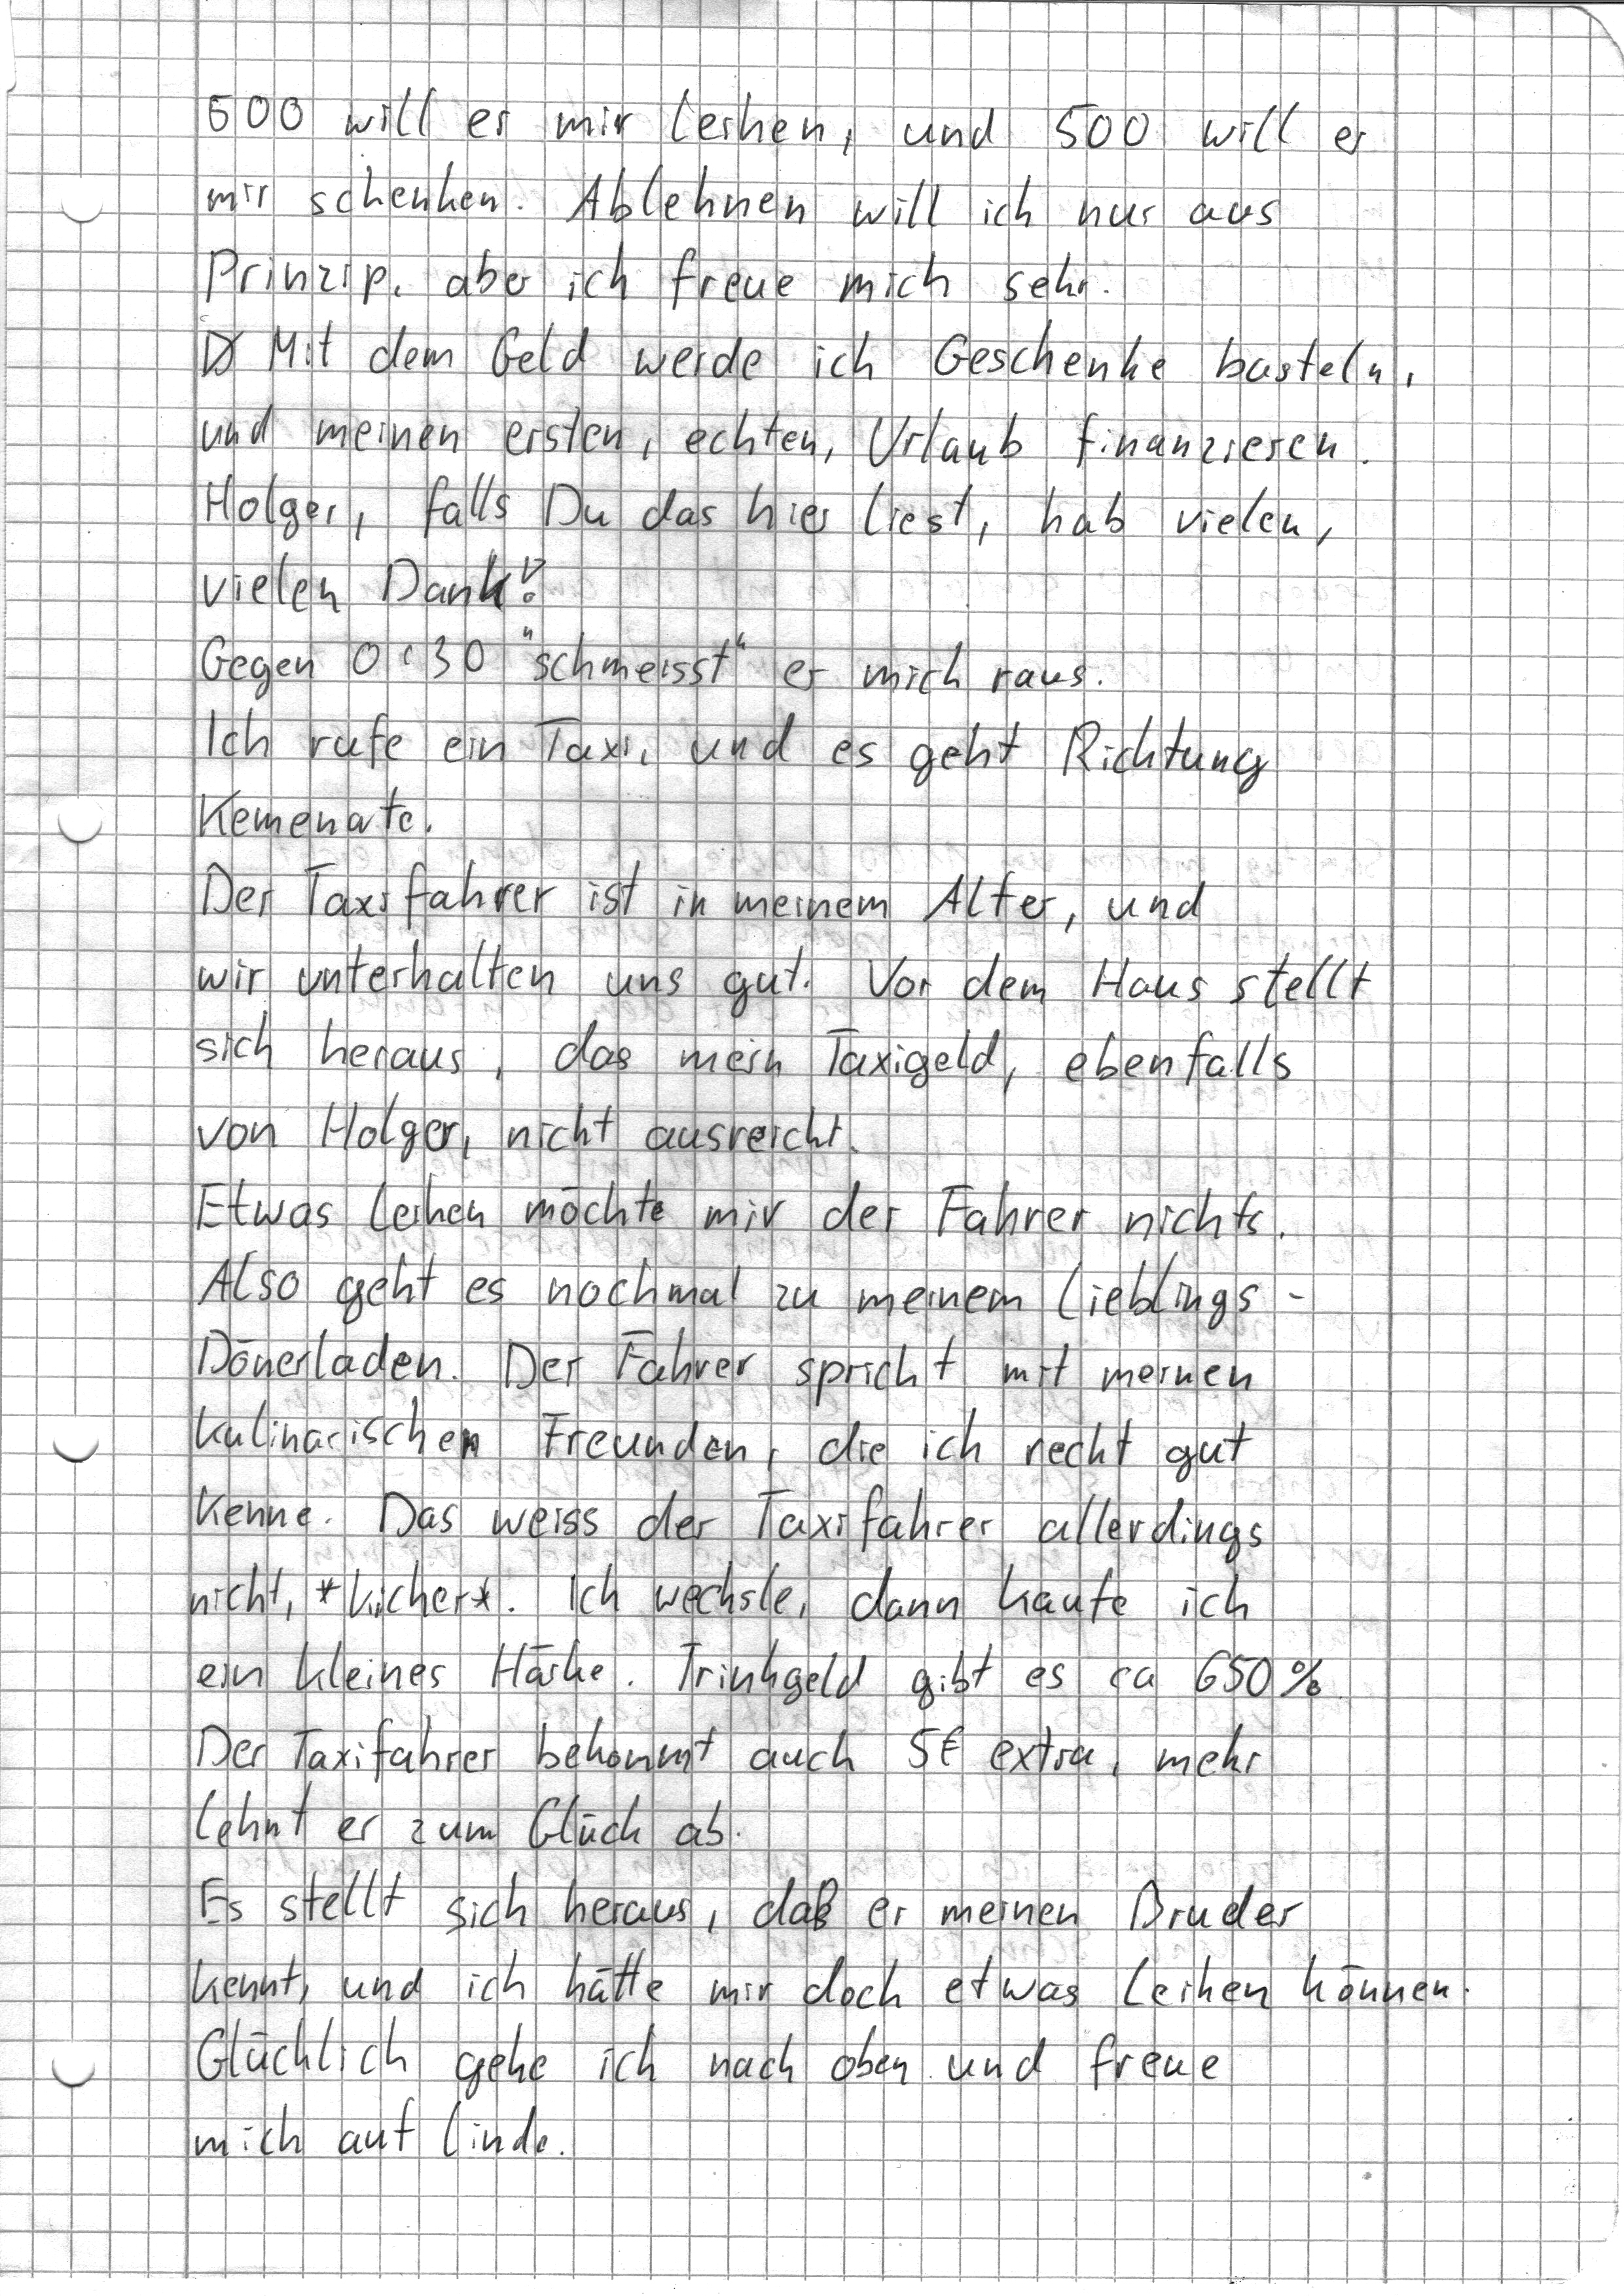 500 will er mir leihen, und 500 will er
mir schenken. Ablehnen will ich nur aus
Prinzip, aber ich freue mich sehr.
Mit dem Geld werde ich Geschenke basteln,
und meinen ersten, echten, Urlaub finanzieren.
Holger, falls Du das hier liest, hab vielen,
vielen Dank!
Gegen 0:30 "schmeisst" er mich raus.
Ich rufe ein Taxi, und es geht Richtung
Kemenate.
Der Taxifahrer ist in meinem Alter, und
wir unterhalten uns gut. Vor dem Haus stellt
sich heraus, das mein Taxigeld, ebenfalls
von Holger, nicht ausreicht.
Etwas leihen möchte mir der Fahrer nichts.
Also geht es nochmal zu meinem Lieblings-
Dönerladen. Der Fahrer spricht mit meinen
kulinarischen Freunden, die ich recht gut
kenne. Das weiss der Taxifahrer allerdings
nicht, *kicher*. Ich wechsle, dann kaufe ich
ein kleines Häske. Trinkgeld gibt es ca 650%
Der Taxifahrer bekommt auch 5€ extra, mehr
lehnt er zum Glück ab.
Es stellt sich heraus, daß er meinen Bruder
kennt, und ich hätte mir doch etwas leihen können.
Glücklich gehe ich nach oben und freue
mich auf Linde.